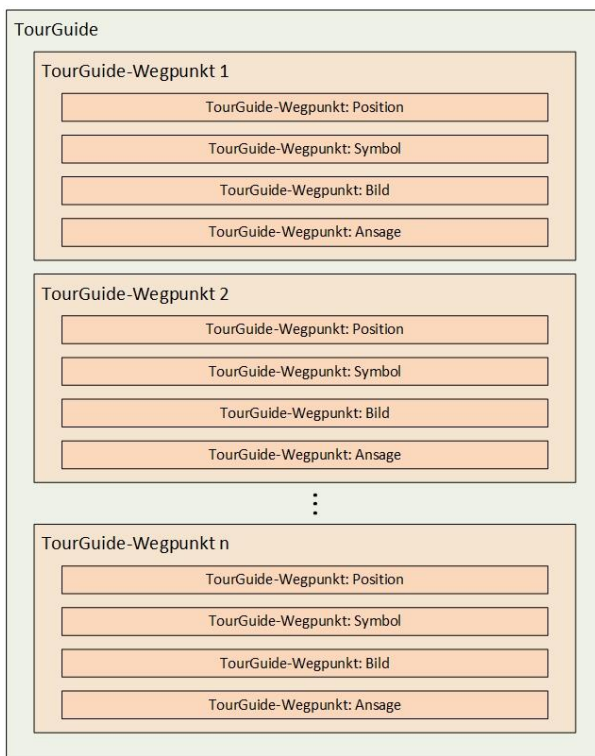 TourGuide
TourGuide-Wegpunkt 1
TourGuide-Wegpunkt: Position
TourGuide-Wegpunkt: Symbol
TourGuide-Wegpunkt: Bild
TourGuide-Wegpunkt: Ansage
TourGuide-Wegpunkt 2
TourGuide-Wegpunkt: Position
TourGuide-Wegpunkt: Symbol
TourGuide-Wegpunkt: Bild
TourGuide-Wegpunkt: Ansage
TourGuide-Wegpunkt n
TourGuide-Wegpunkt: Position
TourGuide-Wegpunkt: Symbol
TourGuide-Wegpunkt: Bild
TourGuide-Wegpunkt: Ansage